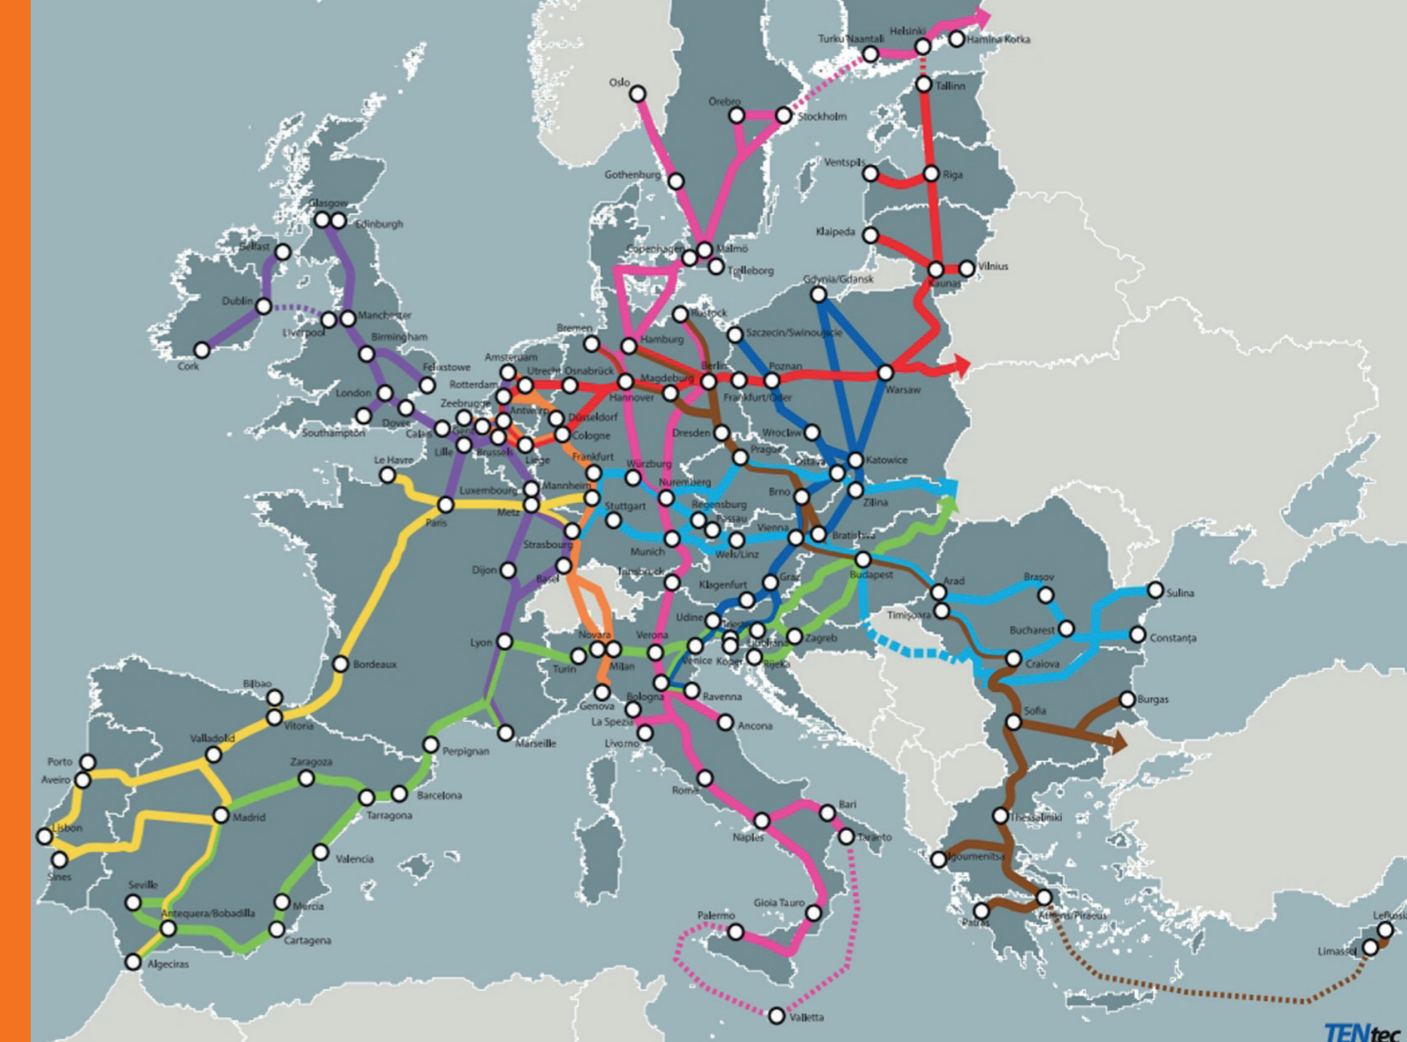 Turku Naantali
Helsinki
Hamina Kotka
Oslo
Örebro
Stockholm
Tallinn
Ventspils
Riga
Gothenburg
Glasgow
Edinburgh
Belfast
Klaipeda
Copenhagen
Malmö
Trelleborg
Vilnius
Kaunas
Gdynia/Gdansk
Dublin
Liverpool
Manchester
Birmingham
Rostock
Bremen
Hamburg
Szczecin/Swinoujscie
Cork
Felixstowe
Amsterdam
Utrecht
Osnabrück
Berlin
Poznan
Rotterdam
Magdeburg
Warsaw
London
Zeebrugge
Hannover
Frankfurt/Oder
Antwerp
Düsseldorf
Southampton
Dover
Calais
Gent
Cologne
Dresden
Wroclaw
Lille
Brussels
Liege
Prague
Le Havre
Frankfurt
Würzburg
Ostava
Katowice
Luxembourg
Mannheim
Nuremberg
Brno
Zilina
Paris
Metz
Stuttgart
Regensburg
Passau
Vienna
Strasbourg
Munich
Wels/Linz
Bratislava
Dijon
Basel
Innsbruck
Klagenfurt
Graz
Budapest
Arad
Braşov
Sulina
Timişoara
Udine
Bucharest
Constanţa
Lyon
Novara
Verona
Ljubljana
Zagreb
Turin
Milan
Venice
Koper
Rijeka
Craiova
Bordeaux
Bilbao
Genova
Bologna
Ravenna
Burgas
Vitoria
La Spezia
Ancona
Sofia
Valladolid
Livorno
Marseille
Porto
Perpignan
Aveiro
Zaragoza
Rome
Barcelona
Madrid
Tarragona
Bari
Thessaloniki
Lisbon
Naples
Taranto
Sines
Valencia
Igoumenitsa
Seville
Mercia
Gioia Tauro
Antequera/Bobadilla
Palermo
Patras
Athens/Piraeus
Cartagena
Limassol
Algeciras
Valletta
TENtec